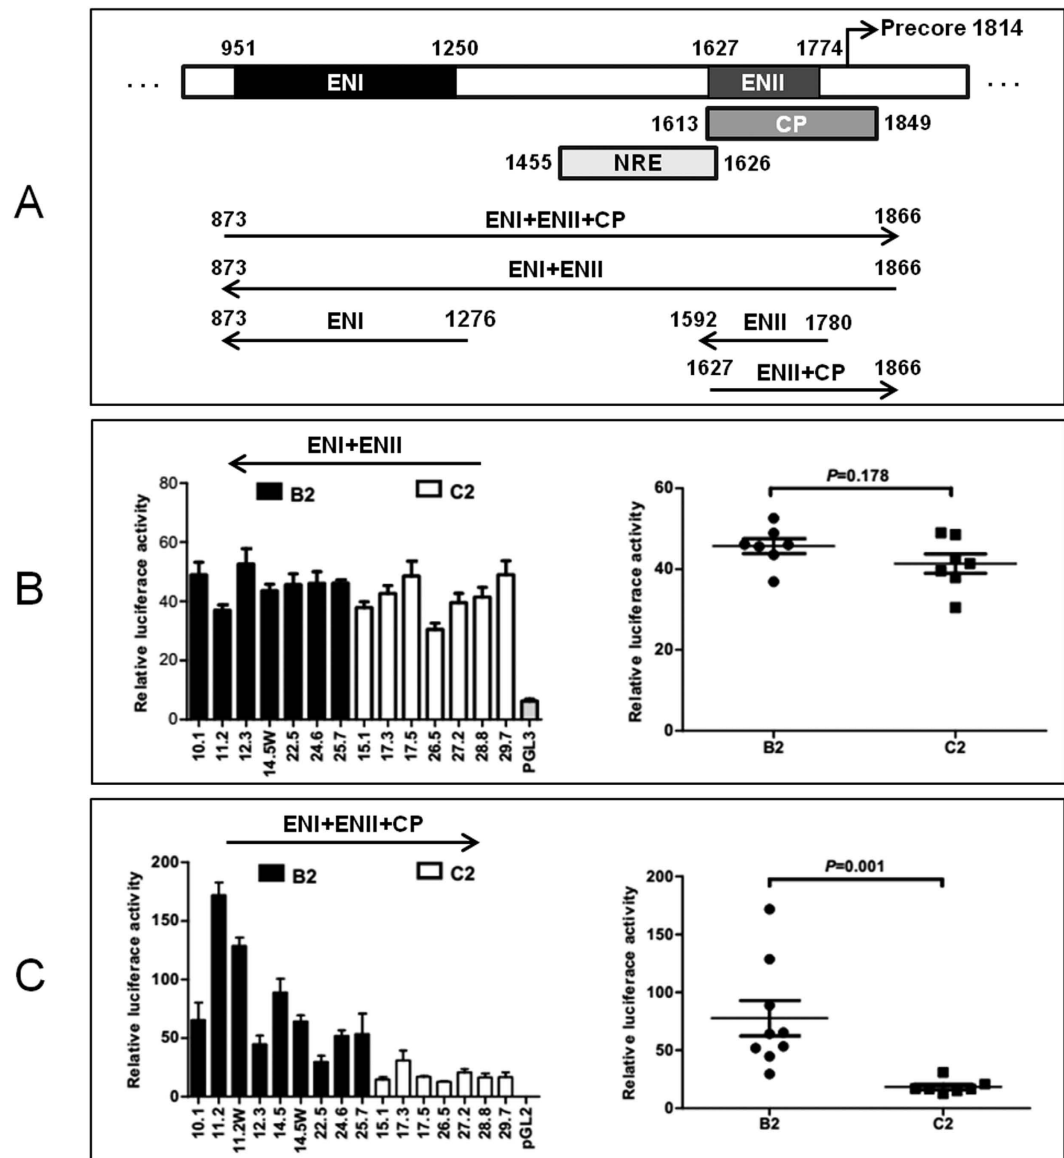 A
951 1250 1627 1774 Precore 1814
... ENI ENII ...
1613 CP 1849
1455 NRE 1626
873 ENI+ENII+CP 1866
873 ENI+ENII 1866
873 ENI 1276 1592 ENII 1780
1627 ENII+CP 1866
B
ENI+ENII
B2 C2
Relative luciferace activity
80
60
40
20
0
10.1 11.2 12.3 14.5W 22.5 24.6 25.7 15.1 17.3 17.5 26.5 27.2 28.8 29.7 PGL3
P=0.178
Relative luciferace activity
60
40
20
0
B2 C2
C
ENI+ENII+CP
B2 C2
Relative luciferace activity
200
150
100
50
0
10.1 11.2 11.2W 12.3 14.5 14.5W 22.5 24.6 25.7 15.1 17.3 17.5 26.5 27.2 28.8 29.7 pGL2
P=0.001
Relative luciferace activity
200
150
100
50
0
B2 C2